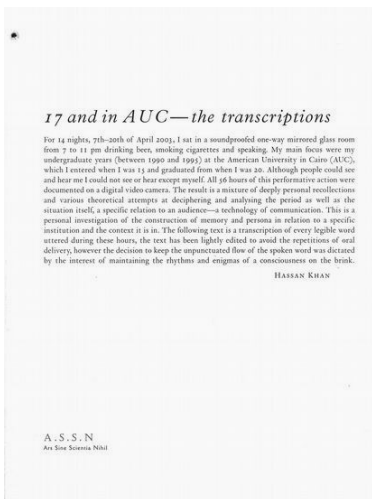 17 and in AUC—the transcriptions
For 14 nights, 7th–20th of April 2003, I sat in a soundproofed one-way mirrored glass room
from 7 to 11 pm drinking beer, smoking cigarettes and speaking. My main focus were my
undergraduate years (between 1990 and 1995) at the American University in Cairo (AUC),
which I entered when I was 15 and graduated from when I was 20. Although people could see
and hear me I could not see or hear except myself. All 56 hours of this performative action were
documented on a digital video camera. The result is a mixture of deeply personal recollections
and various theoretical attempts at deciphering and analysing the period as well as the
situation itself, a specific relation to an audience—a technology of communication. This is a
personal investigation of the construction of memory and persona in relation to a specific
institution and the context it is in. The following text is a transcription of every legible word
uttered during these hours, the text has been lightly edited to avoid the repetitions of oral
delivery, however the decision to keep the unpunctuated flow of the spoken word was dictated
by the interest of maintaining the rhythms and enigmas of a consciousness on the brink.
Hassan Khan
A.S.S.N
Ars Sine Scientia Nihil